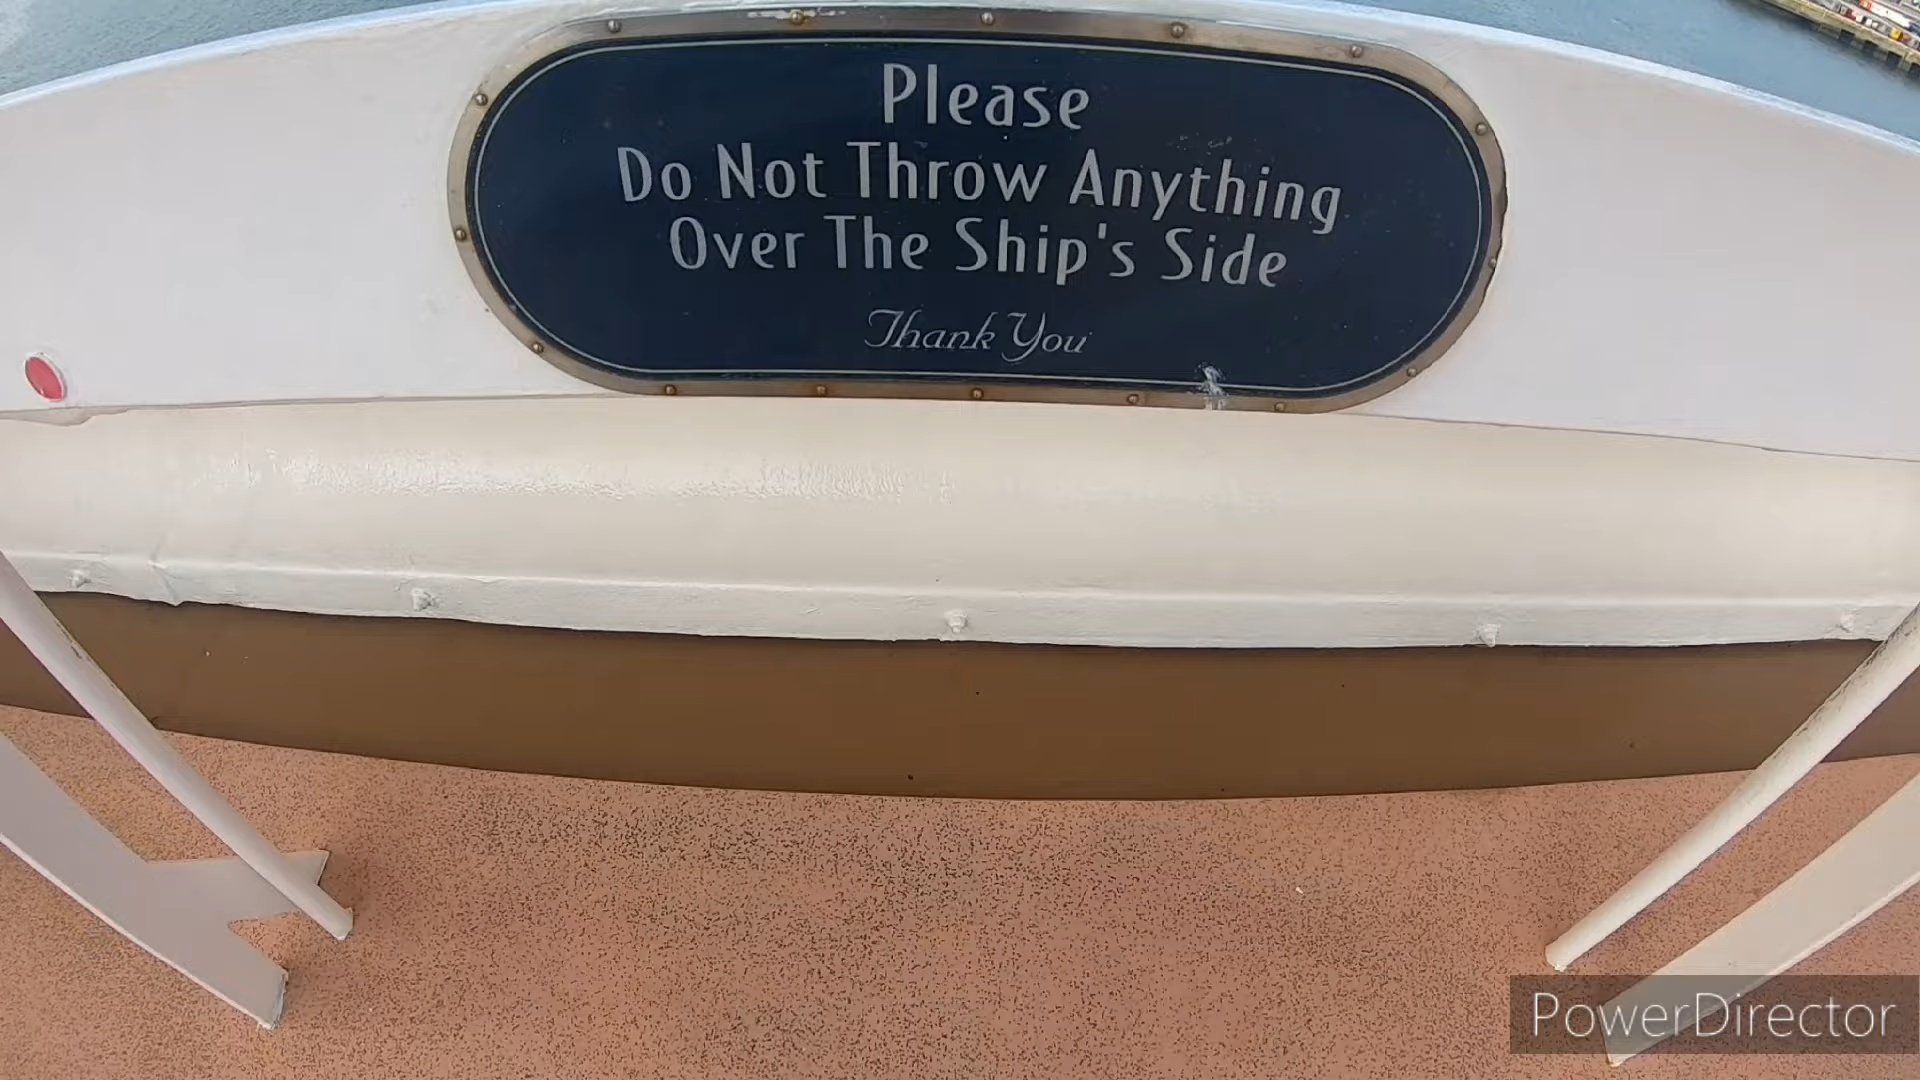 Please
Do Not Throw Anything
Over The Ship's Side
Thank You
PowerDirector